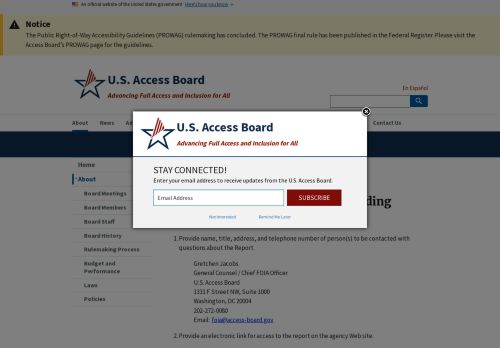 An official website of the United States government Here's how you know
Notice
The Public Right-of-Way Accessibility Guidelines (PROWAG) rulemaking has concluded. The PROWAG final rule has been published in the Federal Register. Please visit the
Access Board's PROWAG page for the guidelines.
U.S. Access Board
Advancing Full Access and Inclusion for All
En Español
About News Ad
Contact Us
U.S. Access Board
Advancing Full Access and Inclusion for All
STAY CONNECTED!
Enter your email address to receive updates from the U.S. Access Board.
Email Address
SUBSCRIBE
Not Interested Remind Me Later
Home
About
Board Meetings
Board Members
Board Staff
Board History
Rulemaking Process
Budget and
Performance
Laws
Policies
ding
1. Provide name, title, address, and telephone number of person(s) to be contacted with
questions about the Report.
Gretchen Jacobs
General Counsel / Chief FOIA Officer
U.S. Access Board
1331 F Street NW, Suite 1000
Washington, DC 20004
202-272-0080
Email: foia@access-board.gov
2. Provide an electronic link for access to the report on the agency Web site.